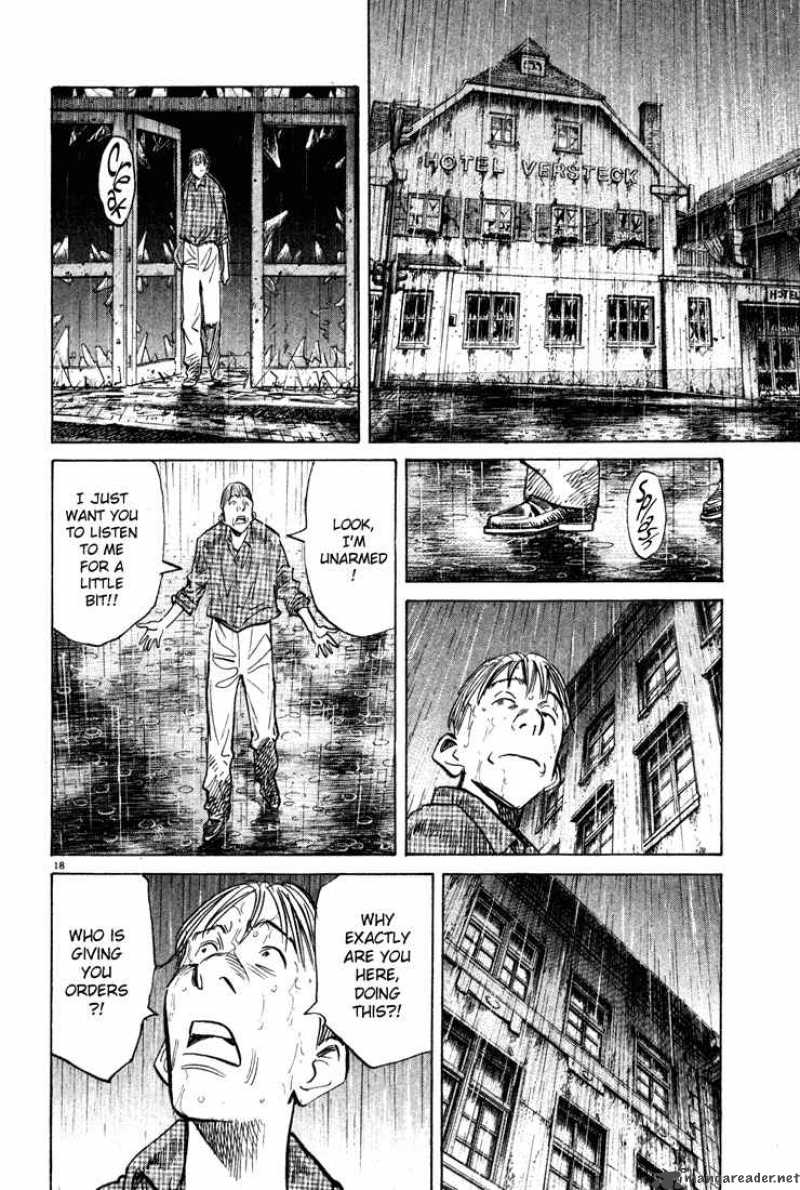 HOTEL VERSTECK
HOTEL
Creak
Splash
LOOK,
I'M
UNARMED
!
I JUST
WANT YOU
TO LISTEN
TO ME
FOR A
LITTLE
BIT!!
18
WHY
EXACTLY
ARE YOU
HERE,
DOING
THIS?!
WHO IS
GIVING
YOU
ORDERS
?!
mangareader.net